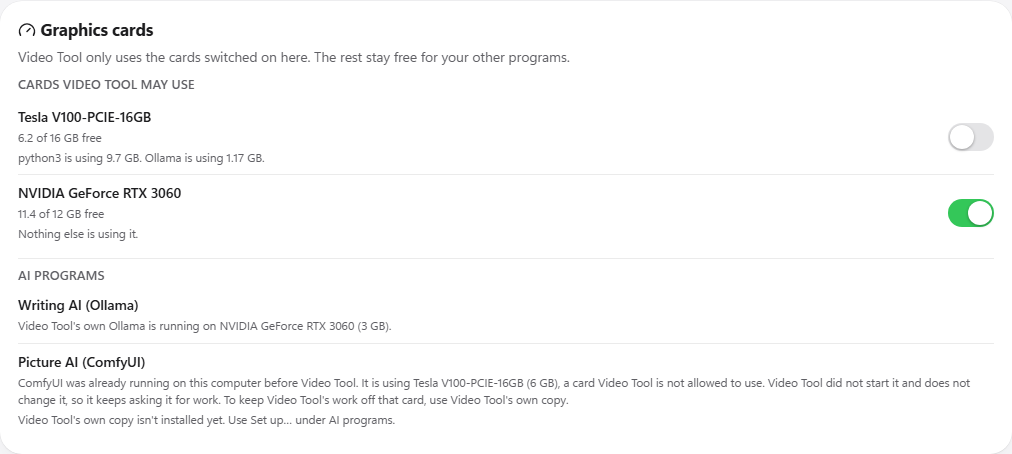 Graphics cards
Video Tool only uses the cards switched on here. The rest stay free for your other programs.
CARDS VIDEO TOOL MAY USE
Tesla V100-PCIE-16GB
6.2 of 16 GB free
python3 is using 9.7 GB. Ollama is using 1.17 GB.
NVIDIA GeForce RTX 3060
11.4 of 12 GB free
Nothing else is using it.
AI PROGRAMS
Writing AI (Ollama)
Video Tool's own Ollama is running on NVIDIA GeForce RTX 3060 (3 GB).
Picture AI (ComfyUI)
ComfyUI was already running on this computer before Video Tool. It is using Tesla V100-PCIE-16GB (6 GB), a card Video Tool is not allowed to use. Video Tool did not start it and does not
change it, so it keeps asking it for work. To keep Video Tool's work off that card, use Video Tool's own copy.
Video Tool's own copy isn't installed yet. Use Set up... under AI programs.